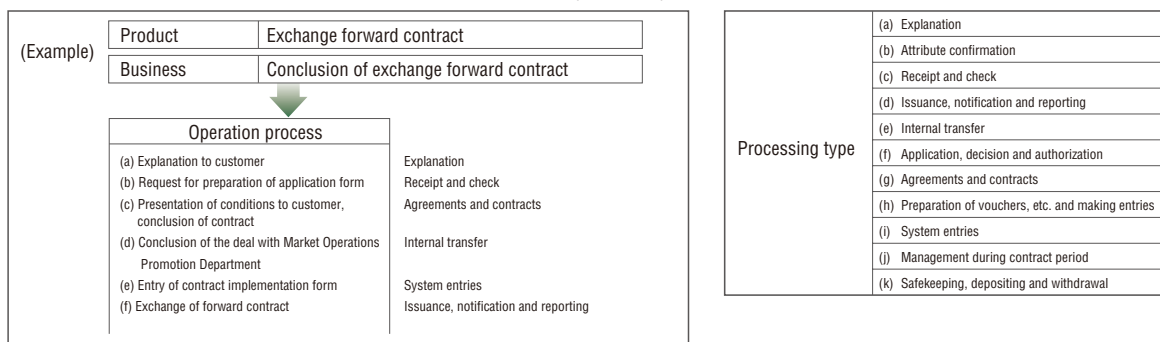 (Example)
Product Exchange forward contract
Business Conclusion of exchange forward contract
Operation process
(a) Explanation to customer Explanation
(b) Request for preparation of application form Receipt and check
(c) Presentation of conditions to customer, Agreements and contracts
conclusion of contract
(d) Conclusion of the deal with Market Operations Internal transfer
Promotion Department
(e) Entry of contract implementation form System entries
(f) Exchange of forward contract Issuance, notification and reporting
Processing type
(a) Explanation
(b) Attribute confirmation
(c) Receipt and check
(d) Issuance, notification and reporting
(e) Internal transfer
(f) Application, decision and authorization
(g) Agreements and contracts
(h) Preparation of vouchers, etc. and making entries
(i) System entries
(j) Management during contract period
(k) Safekeeping, depositing and withdrawal